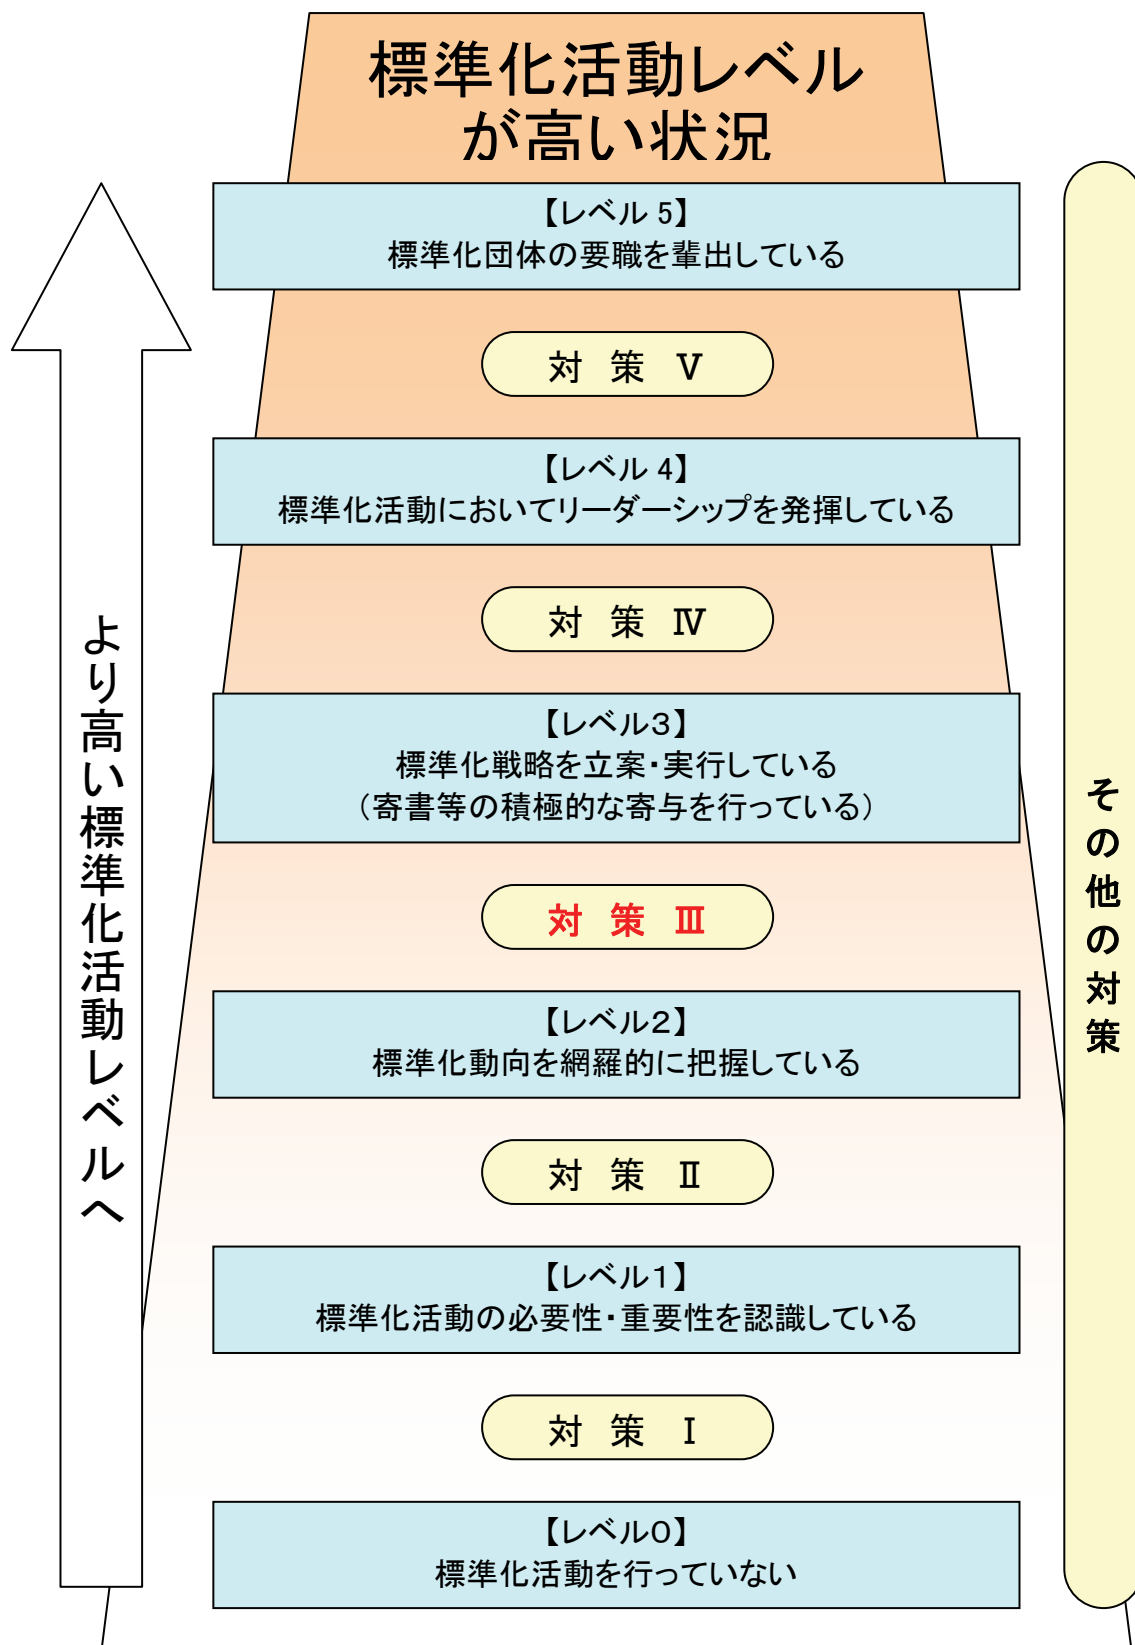 標準化活動レベル
が高い状況
【レベル 5】
標準化団体の要職を輩出している
対 策 Ⅴ
【レベル 4】
標準化活動においてリーダーシップを発揮している
対 策 Ⅳ
【レベル３】
標準化戦略を立案・実行している
（寄書等の積極的な寄与を行っている）
対 策 Ⅲ
【レベル２】
標準化動向を網羅的に把握している
対 策 Ⅱ
【レベル１】
標準化活動の必要性・重要性を認識している
対 策 Ⅰ
【レベル０】
標準化活動を行っていない
より高い標準化活動レベルへ
その他の対策